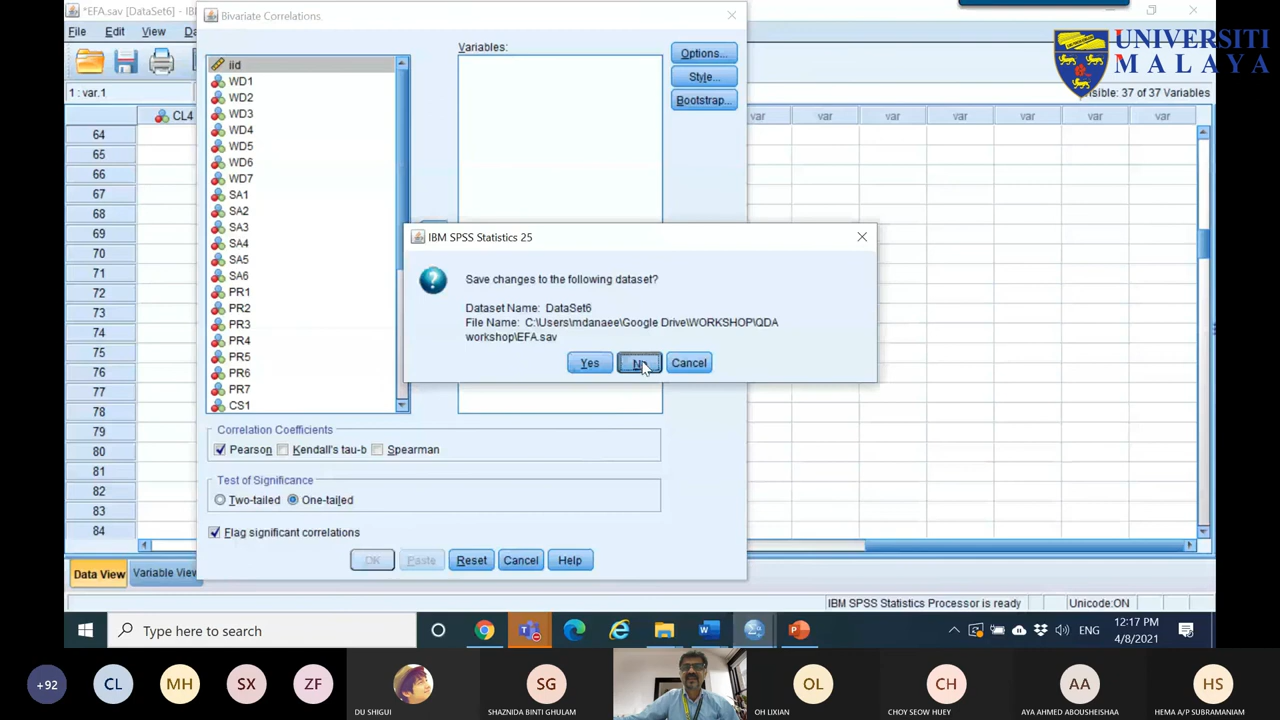 *EFA.sav [DataSet6] - IB
Bivariate Correlations
File Edit View Da
1 : var.1
Visible: 37 of 37 Variables
UNIVERSITI
MALAYA
CL4
var var var var var var var
64
65
66
67
68
69
70
71
72
73
74
75
76
77
78
79
80
81
82
83
84
iid
WD1
WD2
WD3
WD4
WD5
WD6
WD7
SA1
SA2
SA3
SA4
SA5
SA6
PR1
PR2
PR3
PR4
PR5
PR6
PR7
CS1
Variables:
Options...
Style...
Bootstrap...
IBM SPSS Statistics 25
Save changes to the following dataset?
Dataset Name: DataSet6
File Name: C:\Users\mdanaee\Google Drive\WORKSHOP\QDA
workshop\EFA.sav
Yes No Cancel
Correlation Coefficients
Pearson Kendall's tau-b Spearman
Test of Significance
Two-tailed One-tailed
Flag significant correlations
OK Paste Reset Cancel Help
Data View Variable View
IBM SPSS Statistics Processor is ready Unicode:ON
Type here to search
ENG
12:17 PM
4/8/2021
+92 CL MH SX ZF SG OL CH AA HS
DU SHIGUI SHAZNIDA BINTI GHULAM OH LIXIAN CHOY SEOW HUEY AYA AHMED ABOUSHEISHAA HEMA A/P SUBRAMANIAM